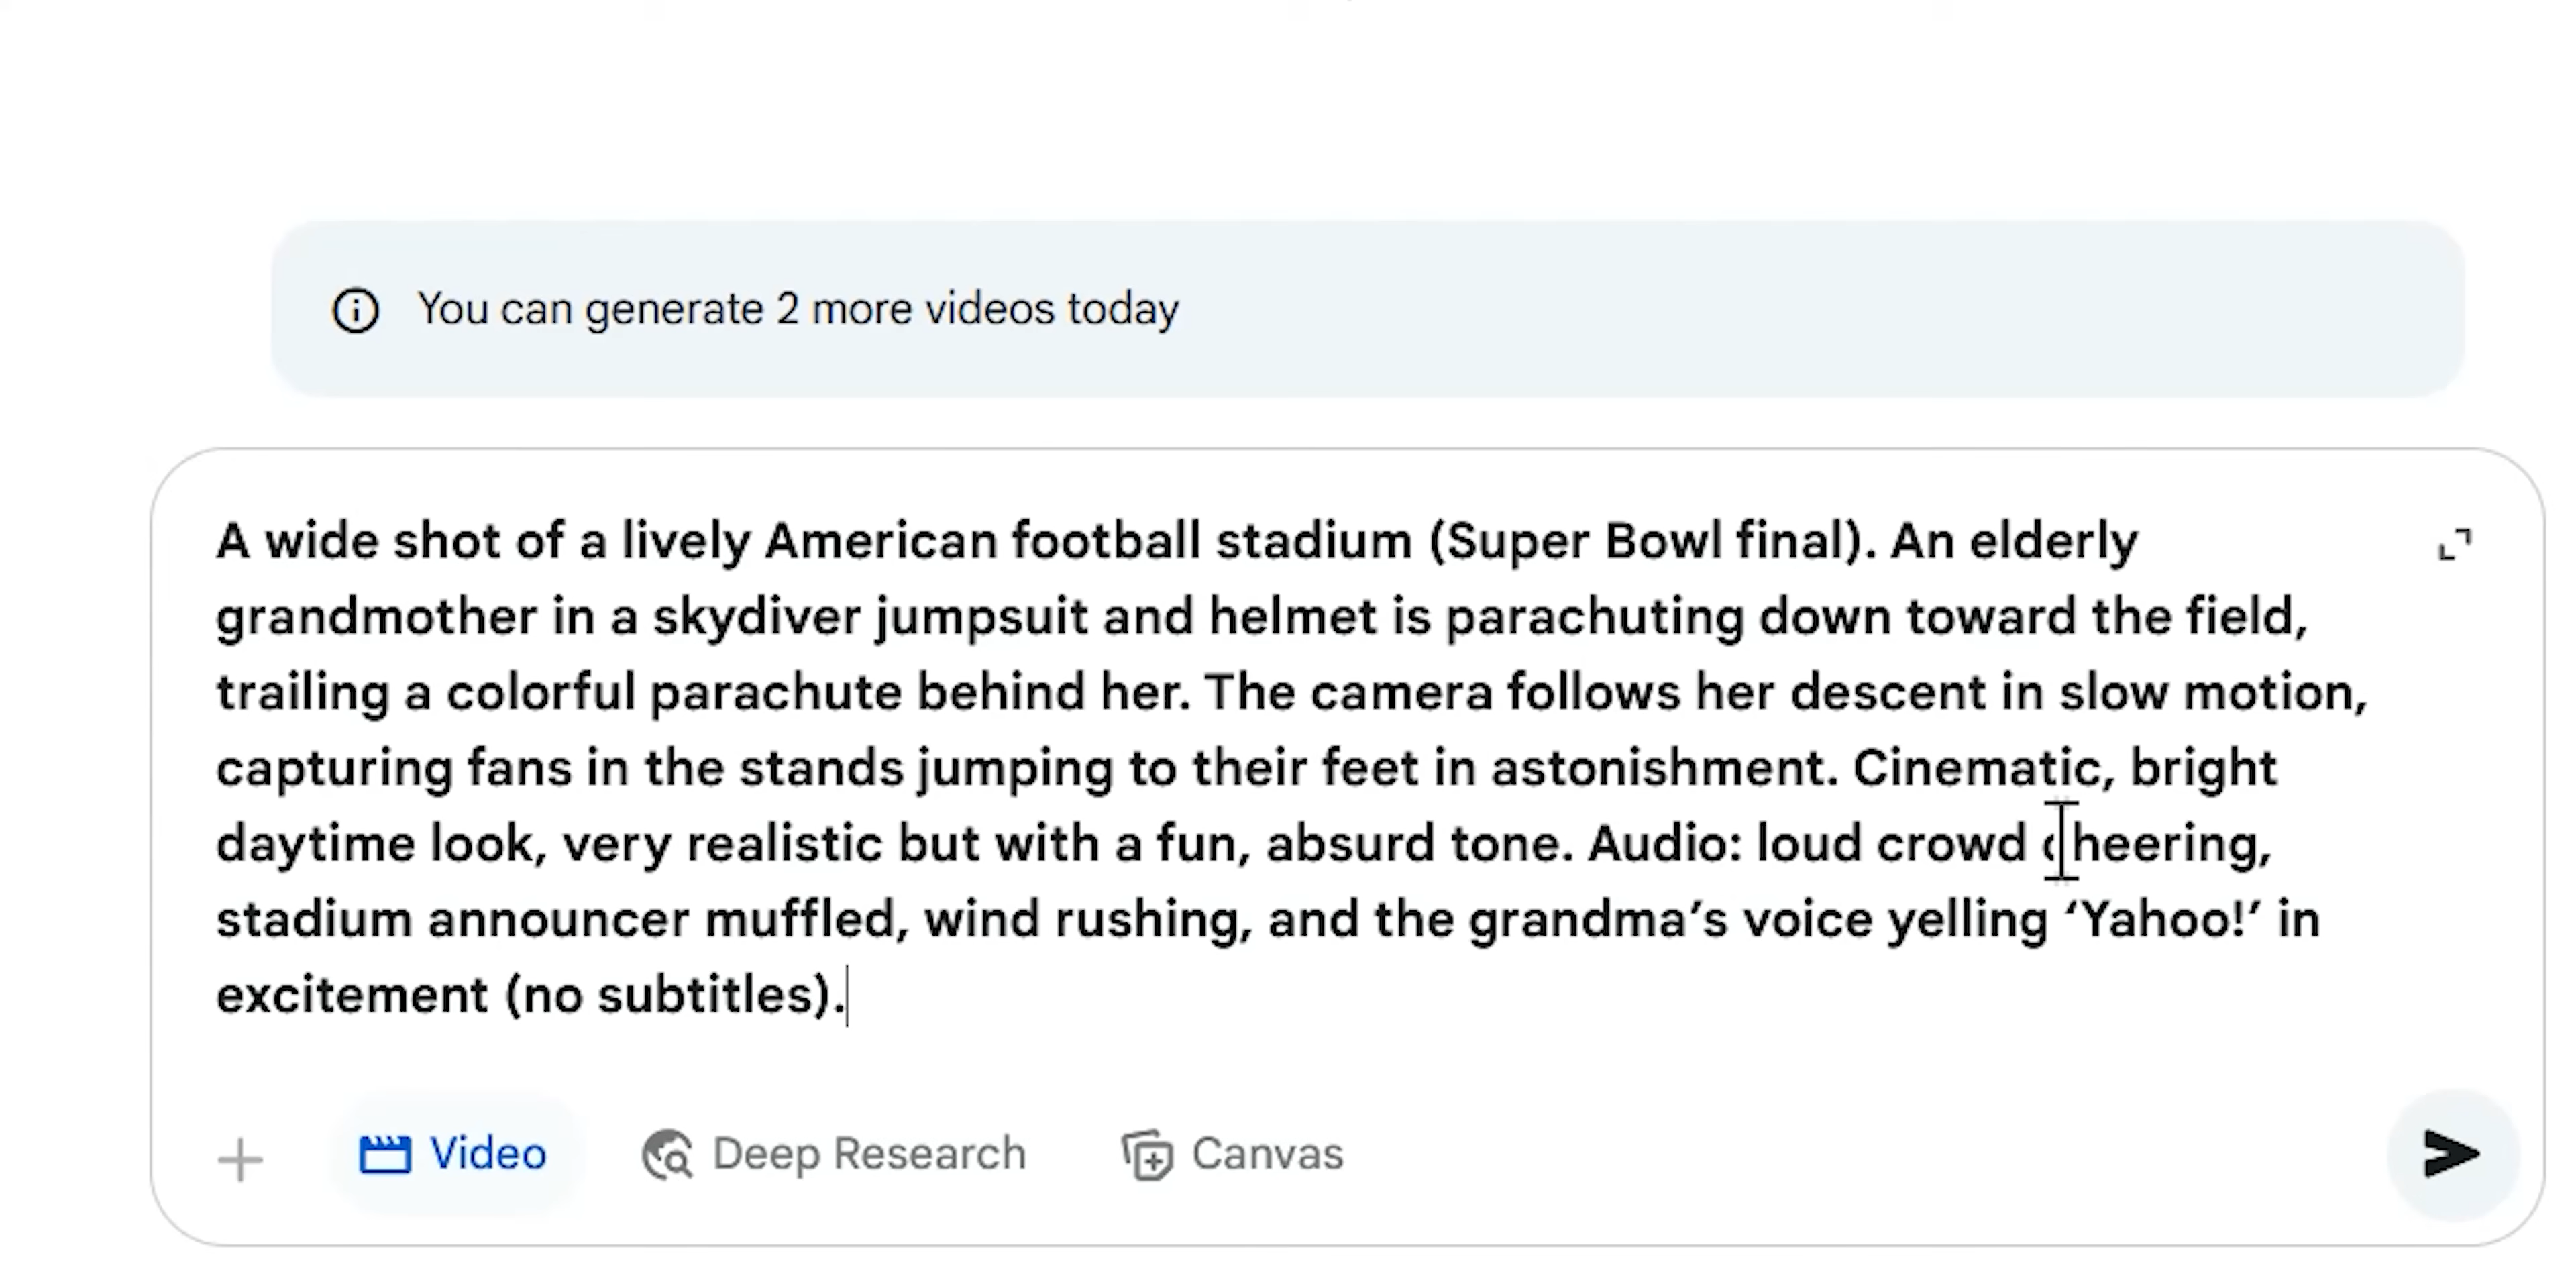 You can generate 2 more videos today
A wide shot of a lively American football stadium (Super Bowl final). An elderly
grandmother in a skydiver jumpsuit and helmet is parachuting down toward the field,
trailing a colorful parachute behind her. The camera follows her descent in slow motion,
capturing fans in the stands jumping to their feet in astonishment. Cinematic, bright
daytime look, very realistic but with a fun, absurd tone. Audio: loud crowd cheering,
stadium announcer muffled, wind rushing, and the grandma’s voice yelling ‘Yahoo!’ in
excitement (no subtitles).
Video Deep Research Canvas